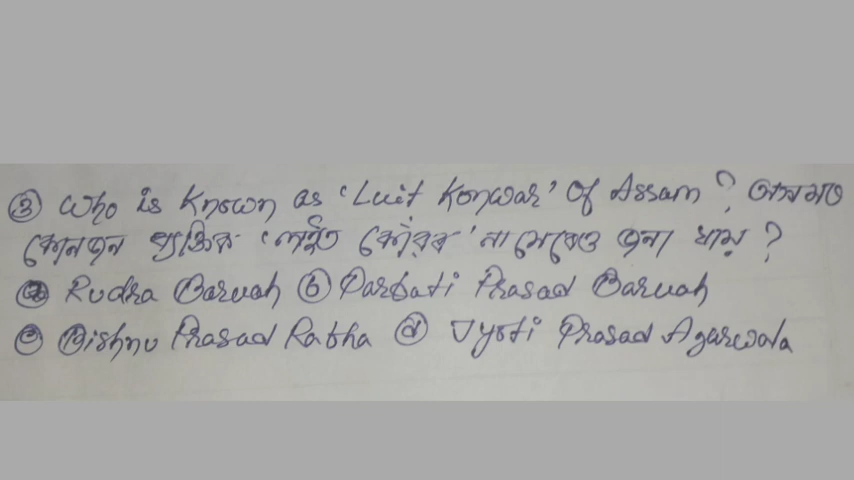 ③ Who is Known as 'Luit Konwar' Of Assam? অসমত
কোনজন ব্যক্তিক 'লুইত কোঁৱৰ' নামেৰেও জনা যায়?
ⓐ Rudra Baruah ⓑ Parbati Prasad Baruah
ⓒ Bishnu Prasad Rabha ⓓ Jyoti Prasad Agarwala